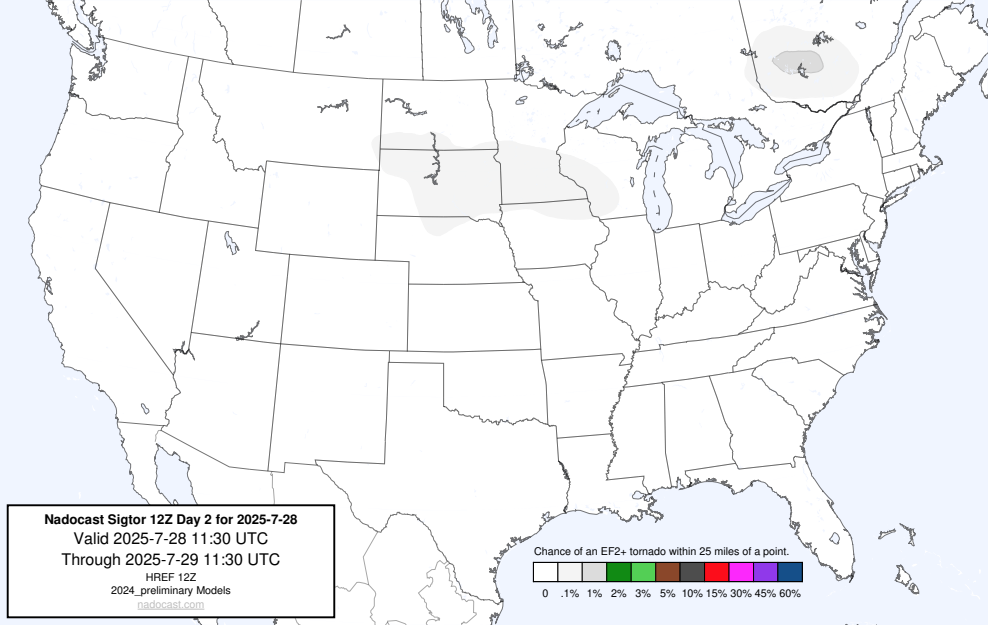 Nadocast Sigtor 12Z Day 2 for 2025-7-28
Valid 2025-7-28 11:30 UTC
Through 2025-7-29 11:30 UTC
HREF 12Z
2024_preliminary Models
nadocast.com
Chance of an EF2+ tornado within 25 miles of a point.
0 .1% 1% 2% 3% 5% 10% 15% 30% 45% 60%